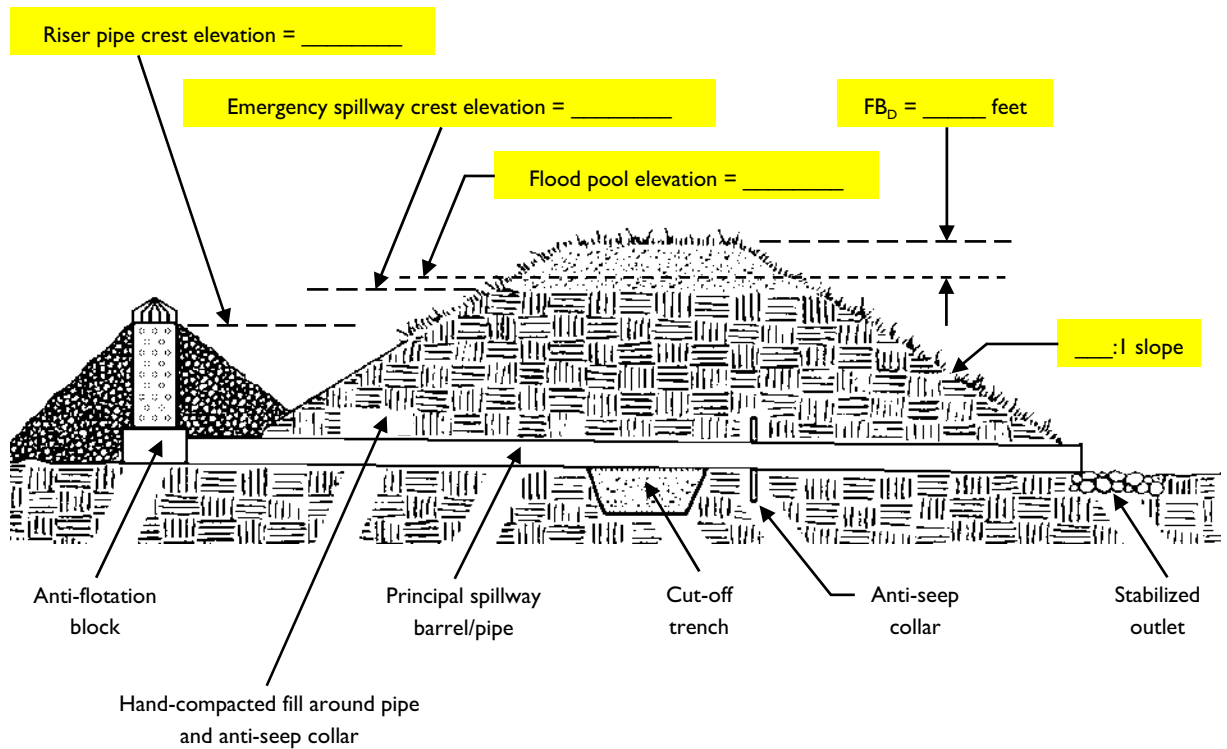 Riser pipe crest elevation = ________
Emergency spillway crest elevation = ________
FBD = _____ feet
Flood pool elevation = ________
___:1 slope
Anti-flotation
block
Principal spillway
barrel/pipe
Cut-off
trench
Anti-seep
collar
Stabilized
outlet
Hand-compacted fill around pipe
and anti-seep collar